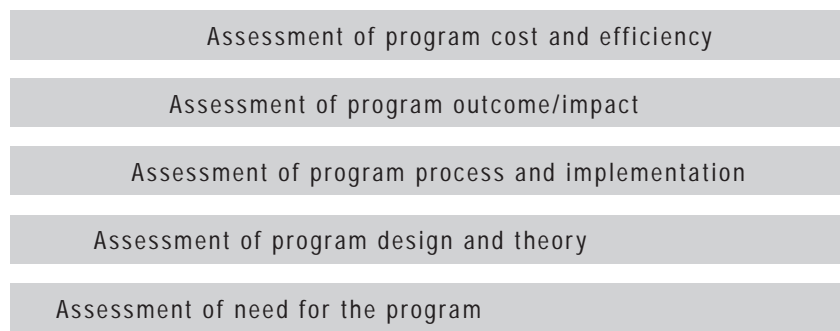 Assessment of program cost and efficiency
Assessment of program outcome/impact
Assessment of program process and implementation
Assessment of program design and theory
Assessment of need for the program